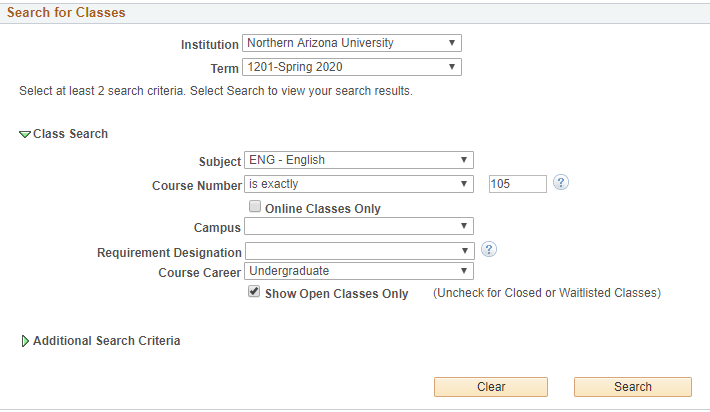 Search for Classes
Institution Northern Arizona University
Term 1201-Spring 2020
Select at least 2 search criteria. Select Search to view your search results.
Class Search
Subject ENG - English
Course Number is exactly 105 ?
Online Classes Only
Campus
Requirement Designation ?
Course Career Undergraduate
Show Open Classes Only (Uncheck for Closed or Waitlisted Classes)
Additional Search Criteria
Clear Search